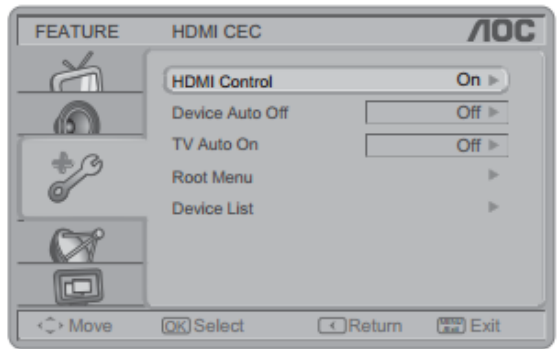 FEATURE HDMI CEC AOC
HDMI Control On
Device Auto Off Off
TV Auto On Off
Root Menu
Device List
Move OK Select Return MENU Exit